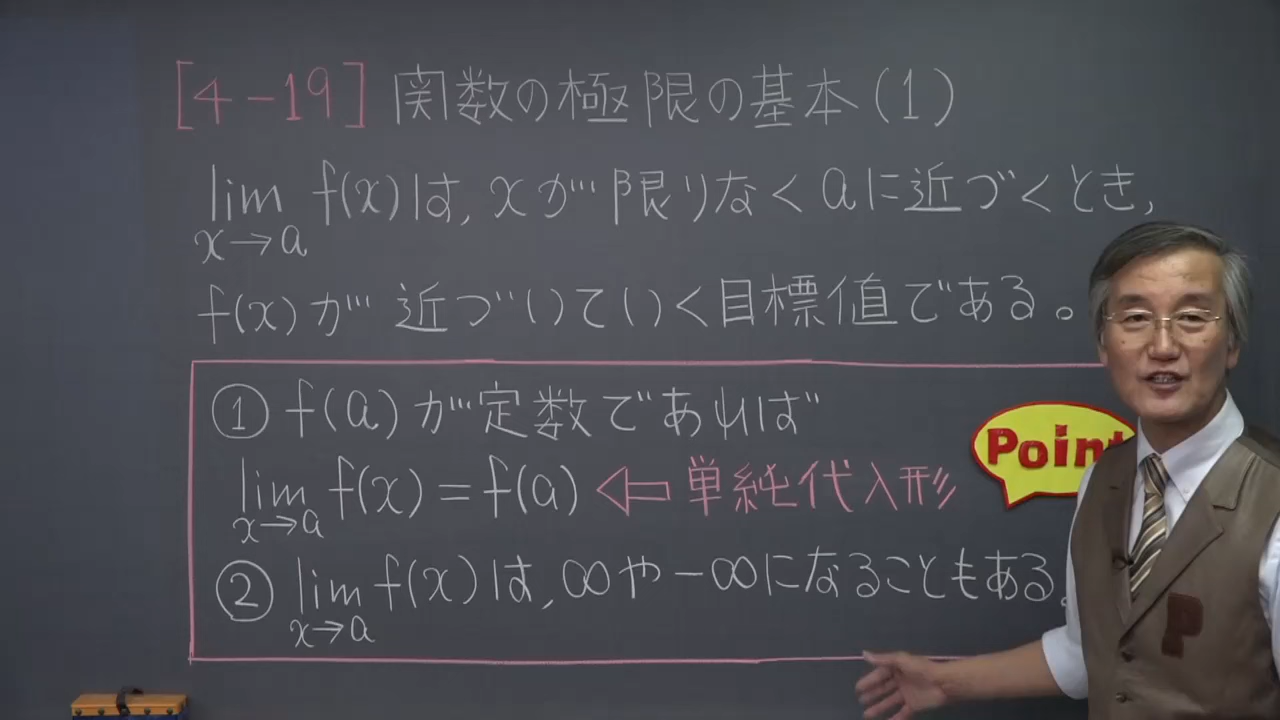 [4-19] 関数の極限の基本(1)
lim f(x)は, xが限りなくaに近づくとき,
x→a
f(x)が近づいていく目標値である。
① f(a)が定数であれば
lim f(x) = f(a) ⇐ 単純代入形
x→a
Point
② lim f(x)は, ∞や-∞になることもある。
x→a
P